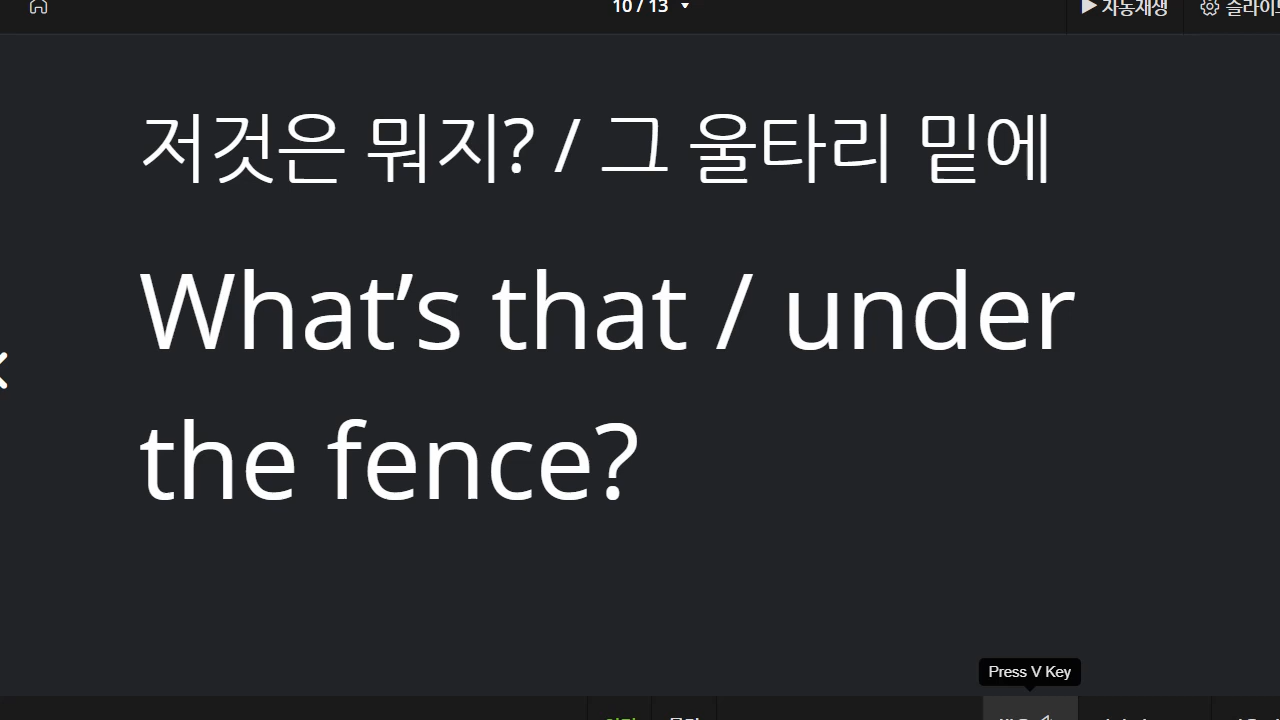 10 / 13
▶ 자동재생
저것은 뭐지? / 그 울타리 밑에
What's that / under
the fence?
Press V Key